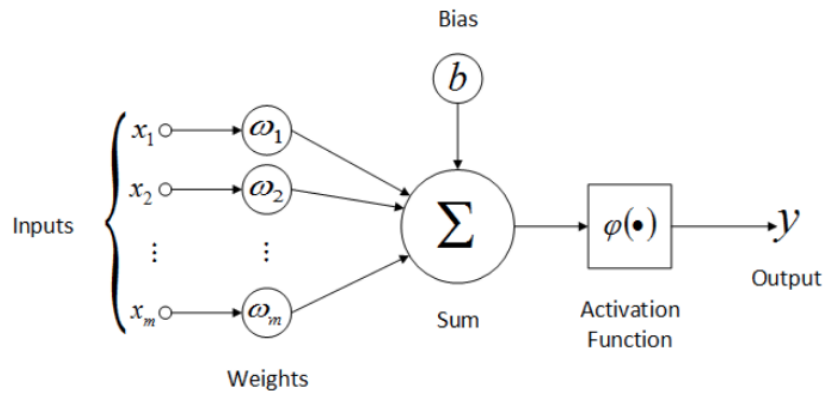 Bias
b
x₁ ω₁
x₂ ω₂
Inputs
Σ
φ(•)
y
⋮ ⋮
Output
xₘ ωₘ
Sum
Activation
Function
Weights